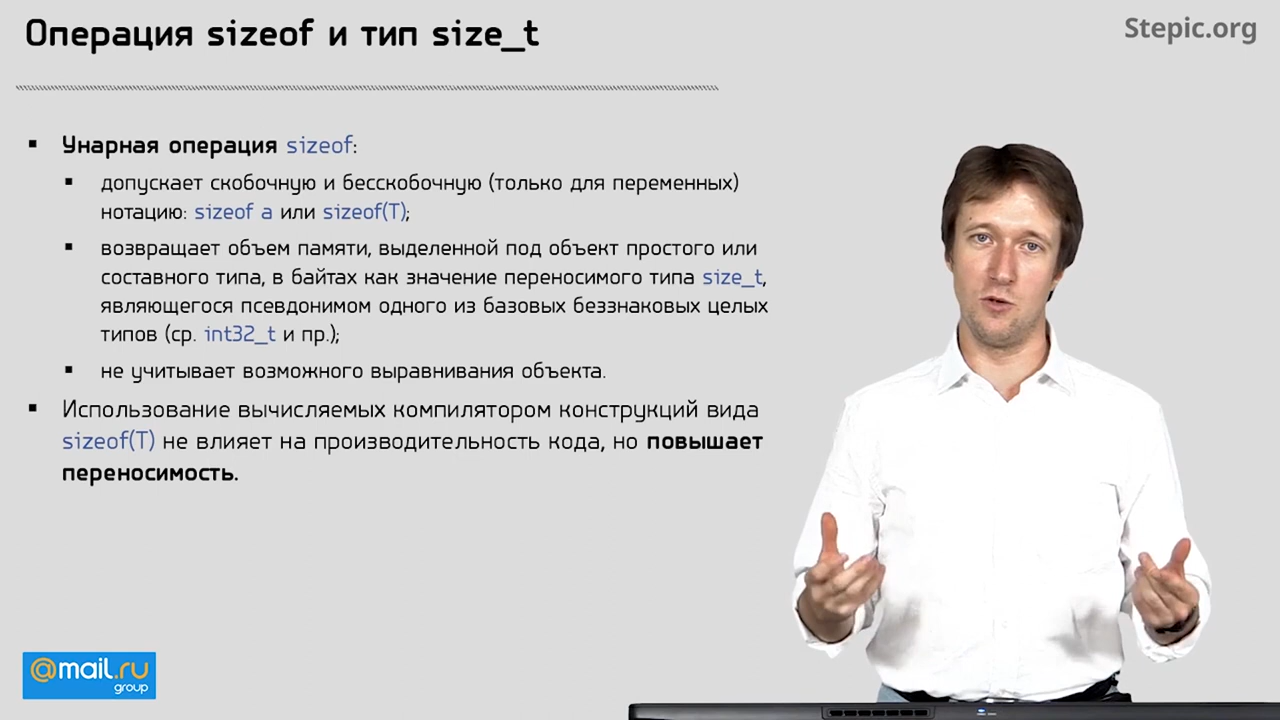 Операция sizeof и тип size_t
Stepic.org
Унарная операция sizeof:
допускает скобочную и бесскобочную (только для переменных)
нотацию: sizeof a или sizeof(T);
возвращает объем памяти, выделенной под объект простого или
составного типа, в байтах как значение переносимого типа size_t,
являющегося псевдонимом одного из базовых беззнаковых целых
типов (ср. int32_t и пр.);
не учитывает возможного выравнивания объекта.
Использование вычисляемых компилятором конструкций вида
sizeof(T) не влияет на производительность кода, но повышает
переносимость.
@mail.ru
group